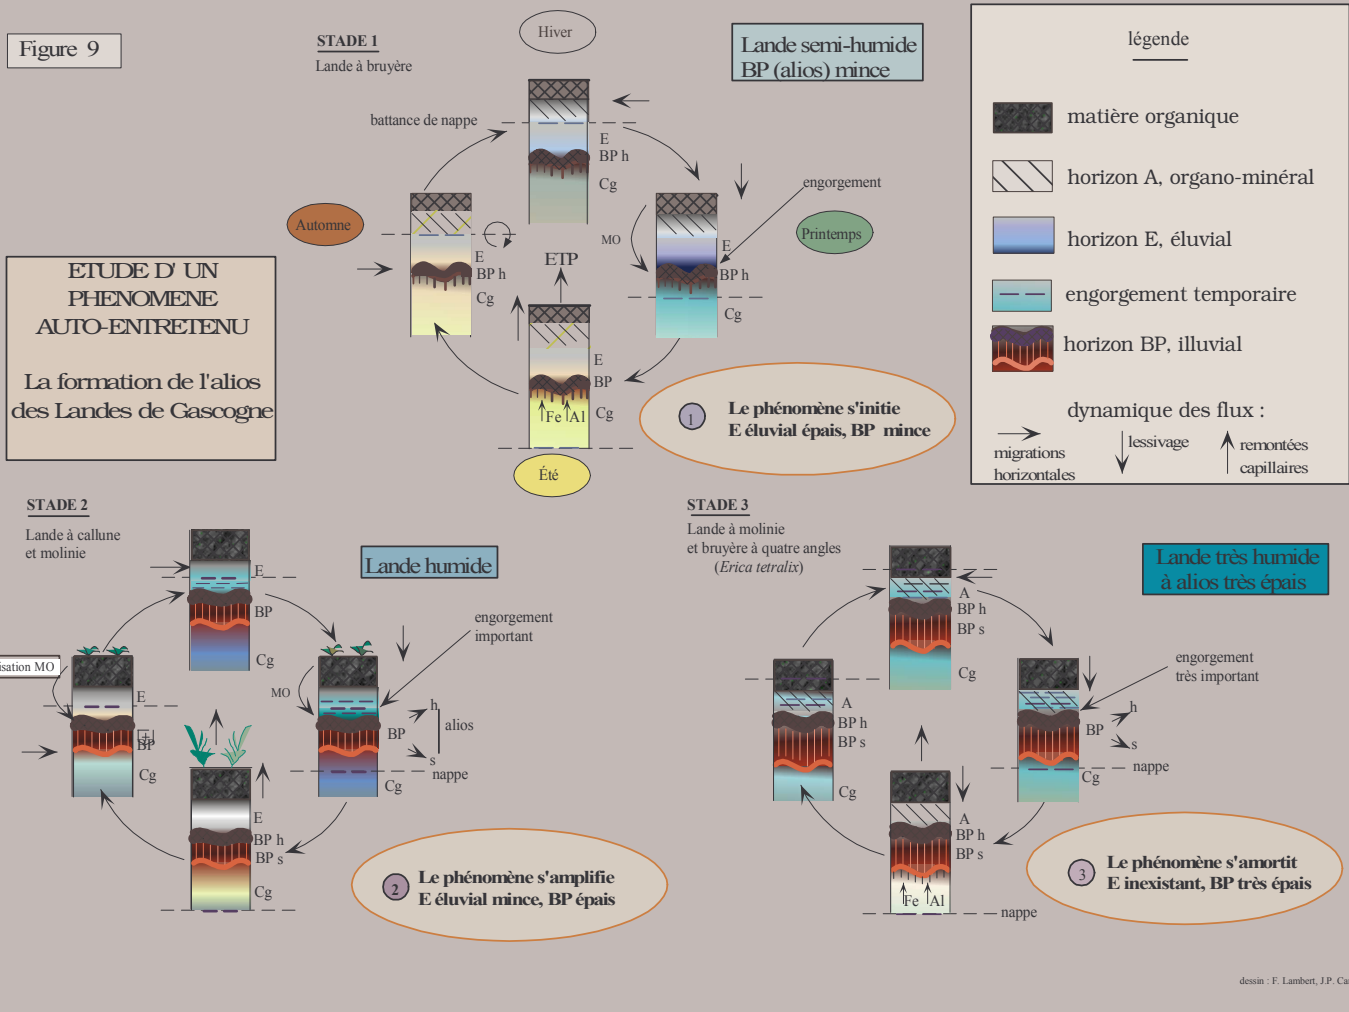 Figure 9
STADE 1
Lande à bruyère
Hiver
Lande semi-humide
BP (alios) mince
battance de nappe
E
BP h
Cg
engorgement
Automne
E
BP h
Cg
MO
E
BP h
Cg
Printemps
ETP
E
BP
Cg
Fe
Al
Été
ETUDE D' UN
PHENOMENE
AUTO-ENTRETENU
La formation de l'alios
des Landes de Gascogne
1
Le phénomène s'initie
E éluvial épais, BP mince
légende
matière organique
horizon A, organo-minéral
horizon E, éluvial
engorgement temporaire
horizon BP, illuvial
dynamique des flux :
migrations
horizontales
lessivage
remontées
capillaires
STADE 2
Lande à callune
et molinie
Lande humide
E
BP
Cg
engorgement
important
isation MO
E
BP
Cg
MO
BP
h
s
alios
nappe
Cg
E
BP h
BP s
Cg
2
Le phénomène s'amplifie
E éluvial mince, BP épais
STADE 3
Lande à molinie
et bruyère à quatre angles
(Erica tetralix)
Lande très humide
à alios très épais
A
BP h
BP s
Cg
engorgement
très important
A
BP h
BP s
Cg
BP
h
s
nappe
Cg
A
BP h
BP s
Fe
Al
nappe
3
Le phénomène s'amortit
E inexistant, BP très épais
dessin : F. Lambert, J.P. Ca